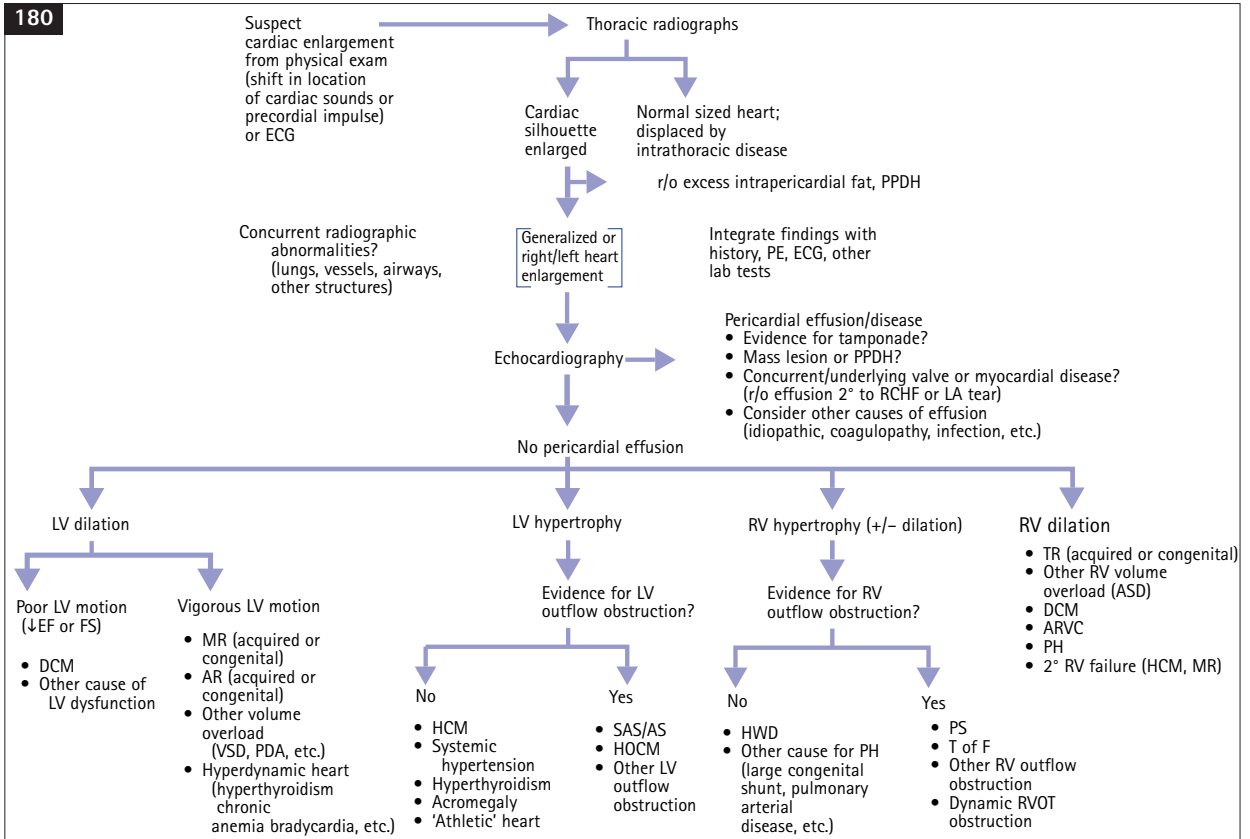 180
Suspect
cardiac enlargement
from physical exam
(shift in location
of cardiac sounds or
precordial impulse)
or ECG
Thoracic radiographs
Cardiac
silhouette
enlarged
Normal sized heart;
displaced by
intrathoracic disease
r/o excess intrapericardial fat, PPDH
Concurrent radiographic
abnormalities?
(lungs, vessels, airways,
other structures)
Generalized or
right/left heart
enlargement
Integrate findings with
history, PE, ECG, other
lab tests
Echocardiography
Pericardial effusion/disease
• Evidence for tamponade?
• Mass lesion or PPDH?
• Concurrent/underlying valve or myocardial disease?
(r/o effusion 2° to RCHF or LA tear)
• Consider other causes of effusion
(idiopathic, coagulopathy, infection, etc.)
No pericardial effusion
LV dilation
Poor LV motion
(↓EF or FS)
• DCM
• Other cause of
LV dysfunction
Vigorous LV motion
• MR (acquired or
congenital)
• AR (acquired or
congenital)
• Other volume
overload
(VSD, PDA, etc.)
• Hyperdynamic heart
(hyperthyroidism
chronic
anemia bradycardia, etc.)
LV hypertrophy
Evidence for LV
outflow obstruction?
No
• HCM
• Systemic
hypertension
• Hyperthyroidism
• Acromegaly
• 'Athletic' heart
Yes
• SAS/AS
• HOCM
• Other LV
outflow
obstruction
RV hypertrophy (+/– dilation)
Evidence for RV
outflow obstruction?
No
• HWD
• Other cause for PH
(large congenital
shunt, pulmonary
arterial
disease, etc.)
Yes
• PS
• T of F
• Other RV outflow
obstruction
• Dynamic RVOT
obstruction
RV dilation
• TR (acquired or congenital)
• Other RV volume
overload (ASD)
• DCM
• ARVC
• PH
• 2° RV failure (HCM, MR)